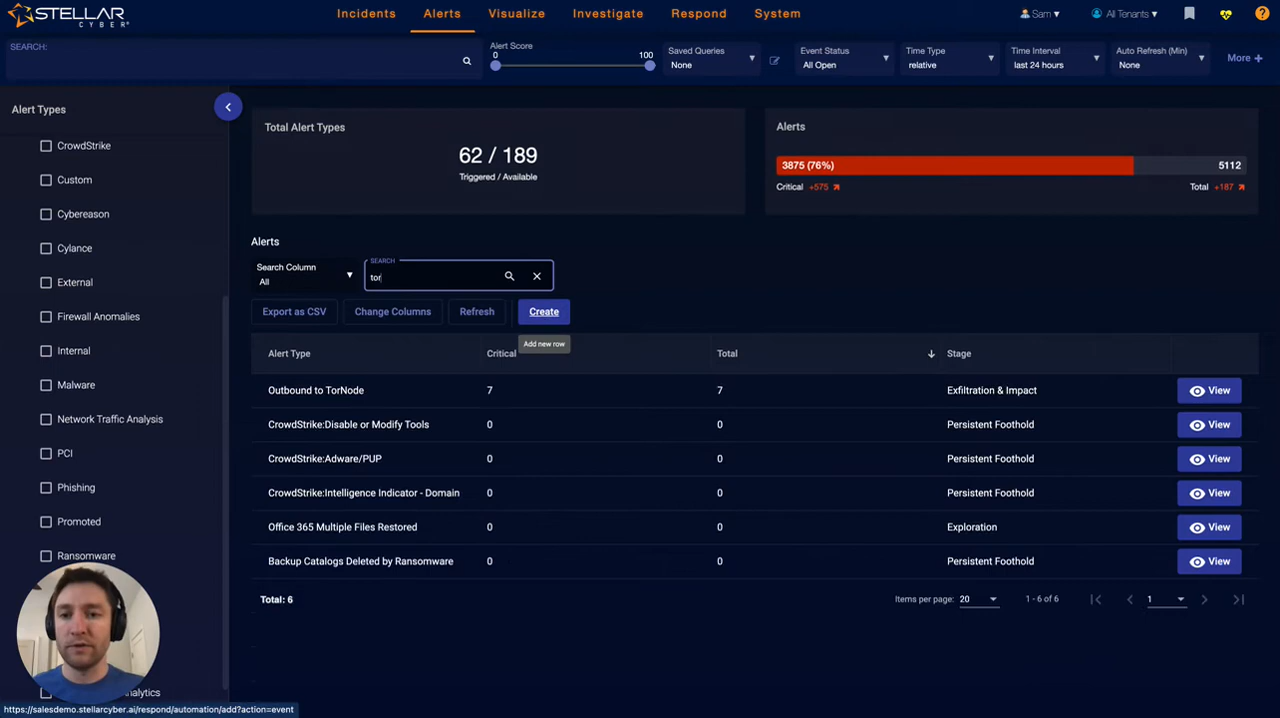 STELLAR
CYBER
Incidents Alerts Visualize Investigate Respond System
Sam All Tenants
SEARCH:
Alert Score
0 100
Saved Queries
None
Event Status
All Open
Time Type
relative
Time Interval
last 24 hours
Auto Refresh (Min)
None
More +
Alert Types
CrowdStrike
Custom
Cybereason
Cylance
External
Firewall Anomalies
Internal
Malware
Network Traffic Analysis
PCI
Phishing
Promoted
Ransomware
alytics
Total Alert Types
62 / 189
Triggered / Available
Alerts
3875 (76%) 5112
Critical +575 Total +187
Alerts
Search Column
All
SEARCH
tor
Export as CSV Change Columns Refresh Create
Add new row
Alert Type Critical Total Stage
Outbound to TorNode 7 7 Exfiltration & Impact View
CrowdStrike:Disable or Modify Tools 0 0 Persistent Foothold View
CrowdStrike:Adware/PUP 0 0 Persistent Foothold View
CrowdStrike:Intelligence Indicator - Domain 0 0 Persistent Foothold View
Office 365 Multiple Files Restored 0 0 Exploration View
Backup Catalogs Deleted by Ransomware 0 0 Persistent Foothold View
Total: 6 Items per page: 20 1 - 6 of 6 1
https://salesdemo.stellarcyber.ai/respond/automation/add?action=event